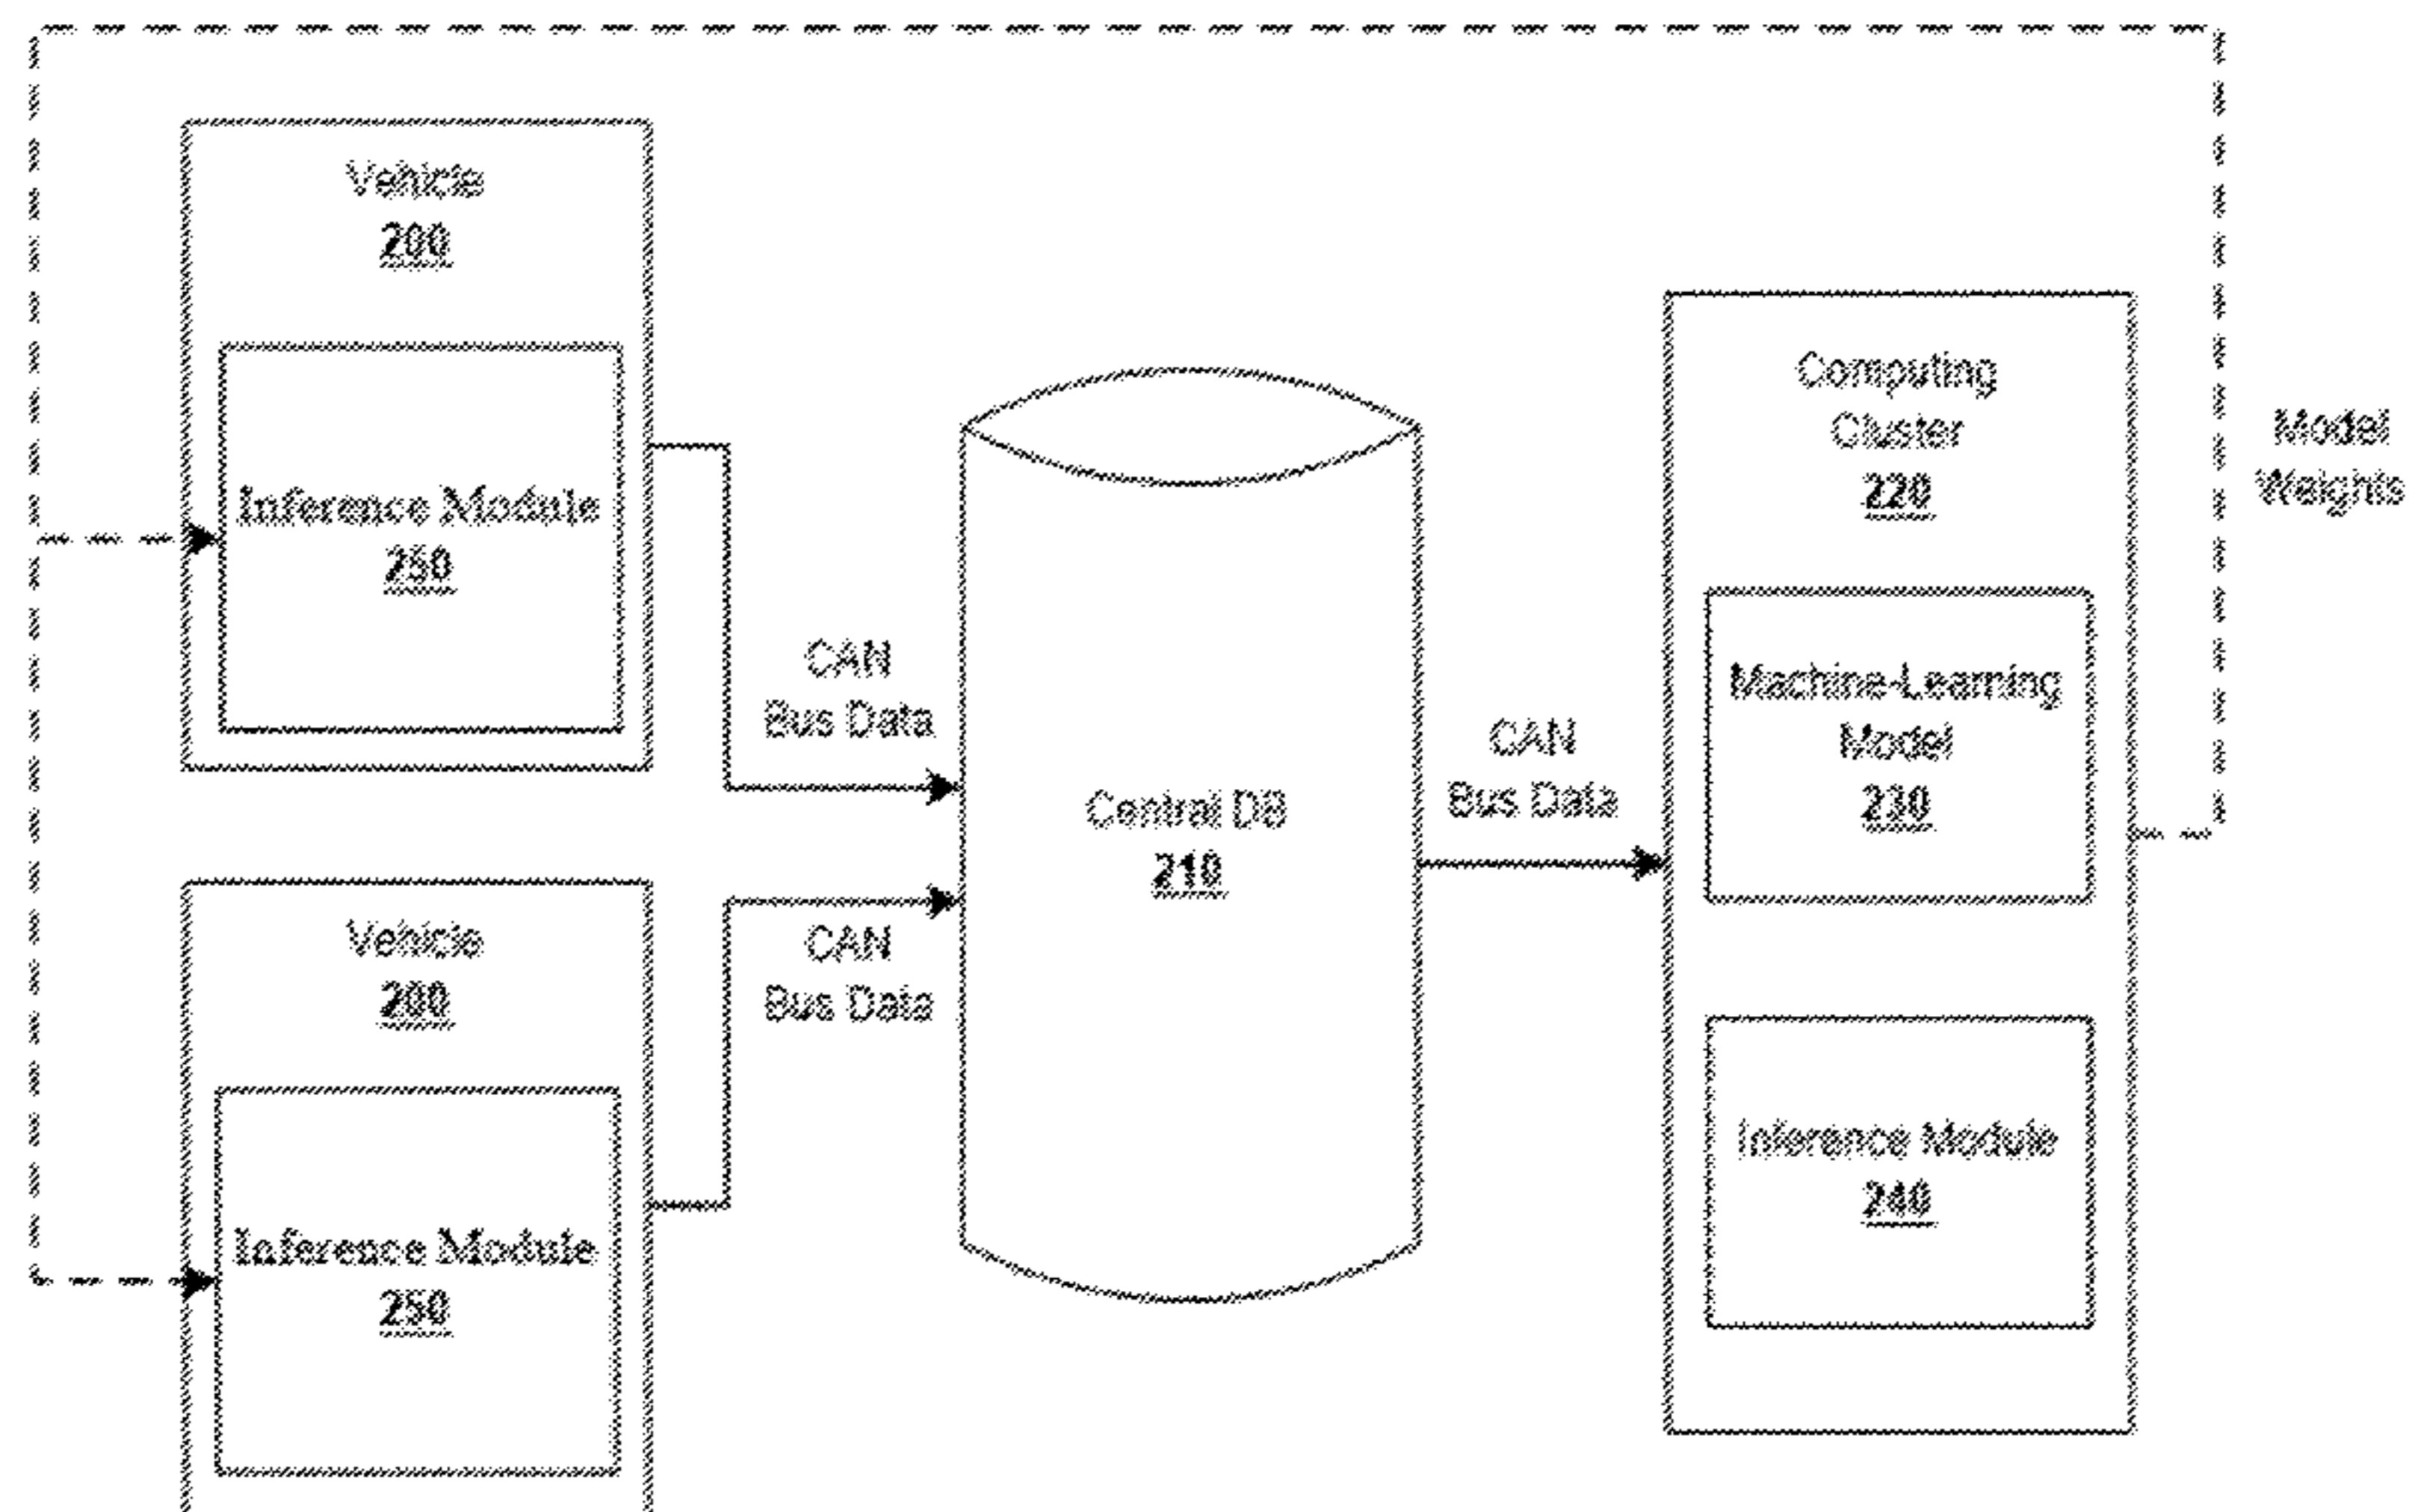 Vehicle
200
Inference Module
250
CAN
Bus Data
Vehicle
200
Inference Module
250
CAN
Bus Data
Central DB
210
CAN
Bus Data
Computing
Cluster
220
Machine-Learning
Model
230
Inference Module
240
Model
Weights